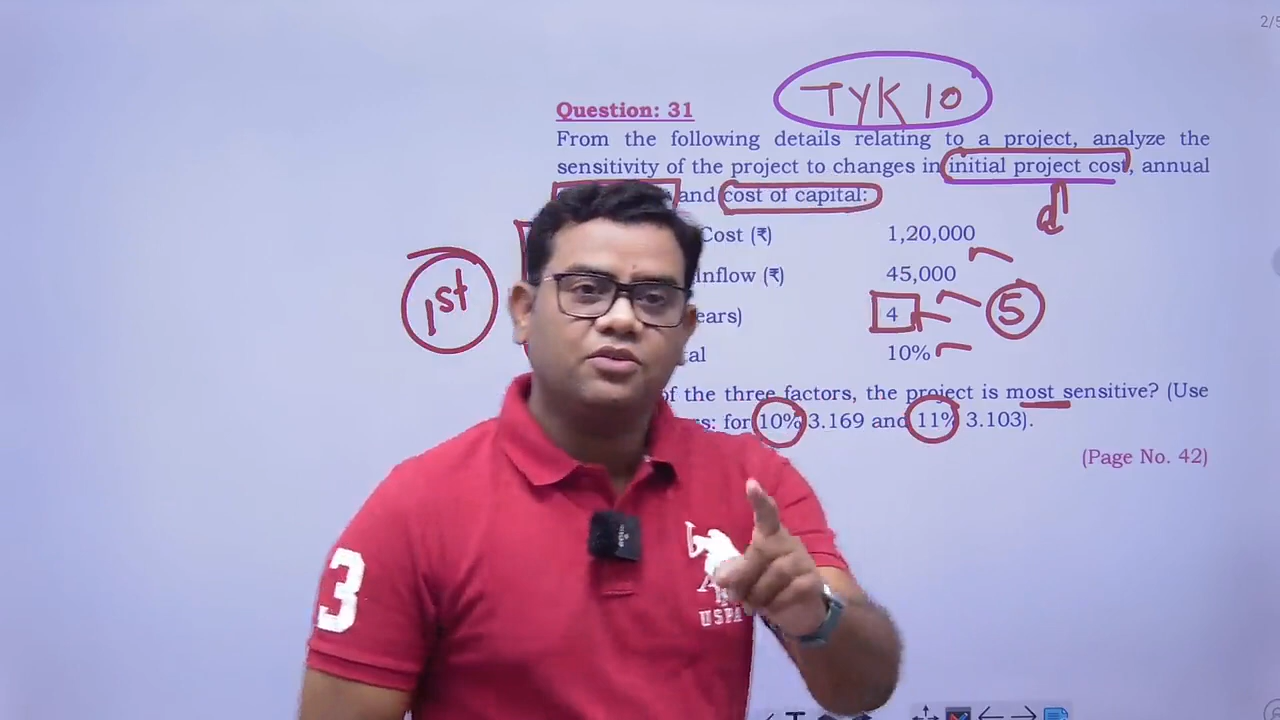 2/5
TYK 10
Question: 31
From the following details relating to a project, analyze the
sensitivity of the project to changes in initial project cost, annual
and cost of capital:
d
Cost (₹) 1,20,000
Inflow (₹) 45,000
1st
4 5
10%
of the three factors, the project is most sensitive? (Use
for 10% 3.169 and 11% 3.103).
(Page No. 42)
3
USPA